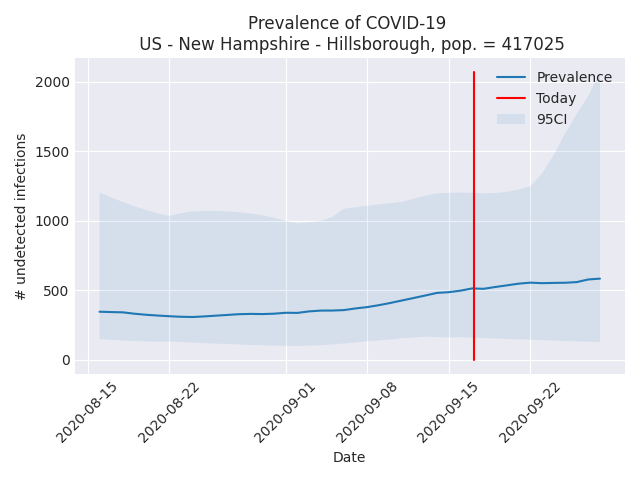 Prevalence of COVID-19
US - New Hampshire - Hillsborough, pop. = 417025
# undetected infections
2000
1500
1000
500
0
Prevalence
Today
95CI
2020-08-15
2020-08-22
2020-09-01
2020-09-08
2020-09-15
2020-09-22
Date